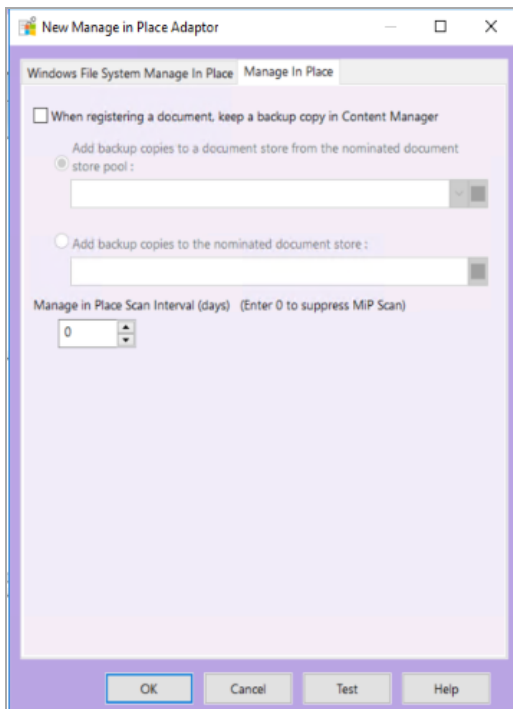 New Manage in Place Adaptor
Windows File System Manage In Place
Manage In Place
When registering a document, keep a backup copy in Content Manager
Add backup copies to a document store from the nominated document
store pool :
Add backup copies to the nominated document store :
Manage in Place Scan Interval (days) (Enter 0 to suppress MiP Scan)
0
OK
Cancel
Test
Help